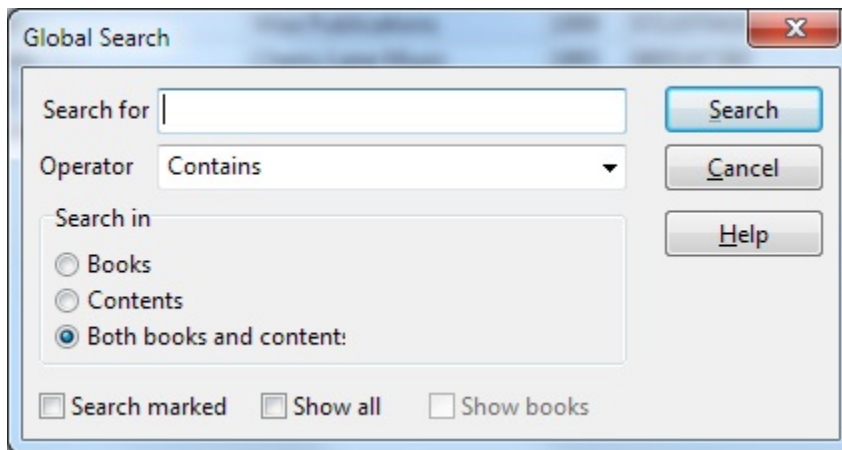 Global Search
Search for
Search
Operator Contains
Cancel
Search in
Help
Books
Contents
Both books and content
Search marked Show all Show books